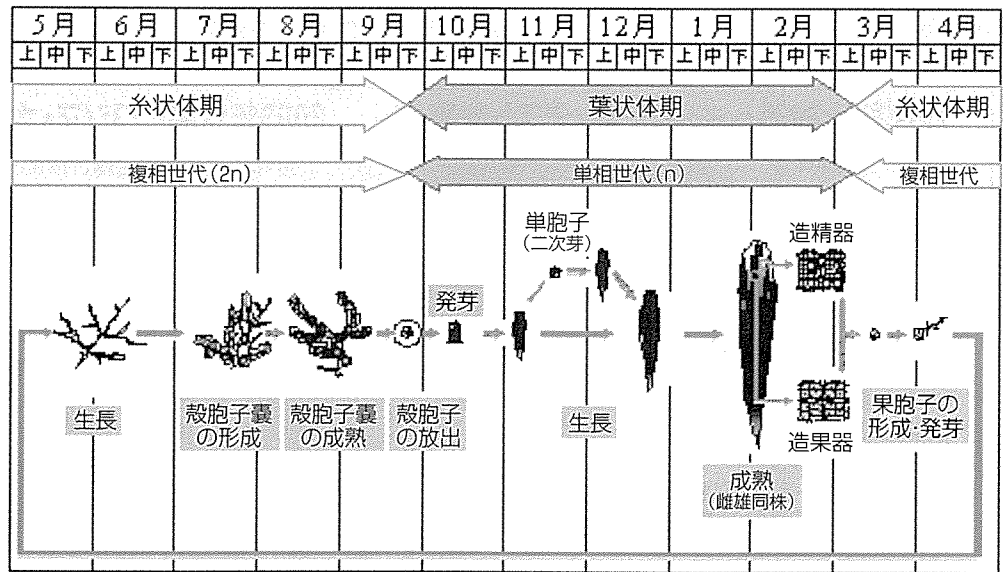 5月 6月 7月 8月 9月 10月 11月 12月 1月 2月 3月 4月
上 中 下 上 中 下 上 中 下 上 中 下 上 中 下 上 中 下 上 中 下 上 中 下 上 中 下 上 中 下 上 中 下 上 中 下
糸状体期 葉状体期 糸状体期
複相世代(2n) 単相世代(n) 複相世代
単胞子
(二次芽)
造精器
発芽
生長
殻胞子嚢
の形成
殻胞子嚢
の成熟
殻胞子
の放出
生長
造果器
果胞子の
形成・発芽
成熟
(雌雄同株)